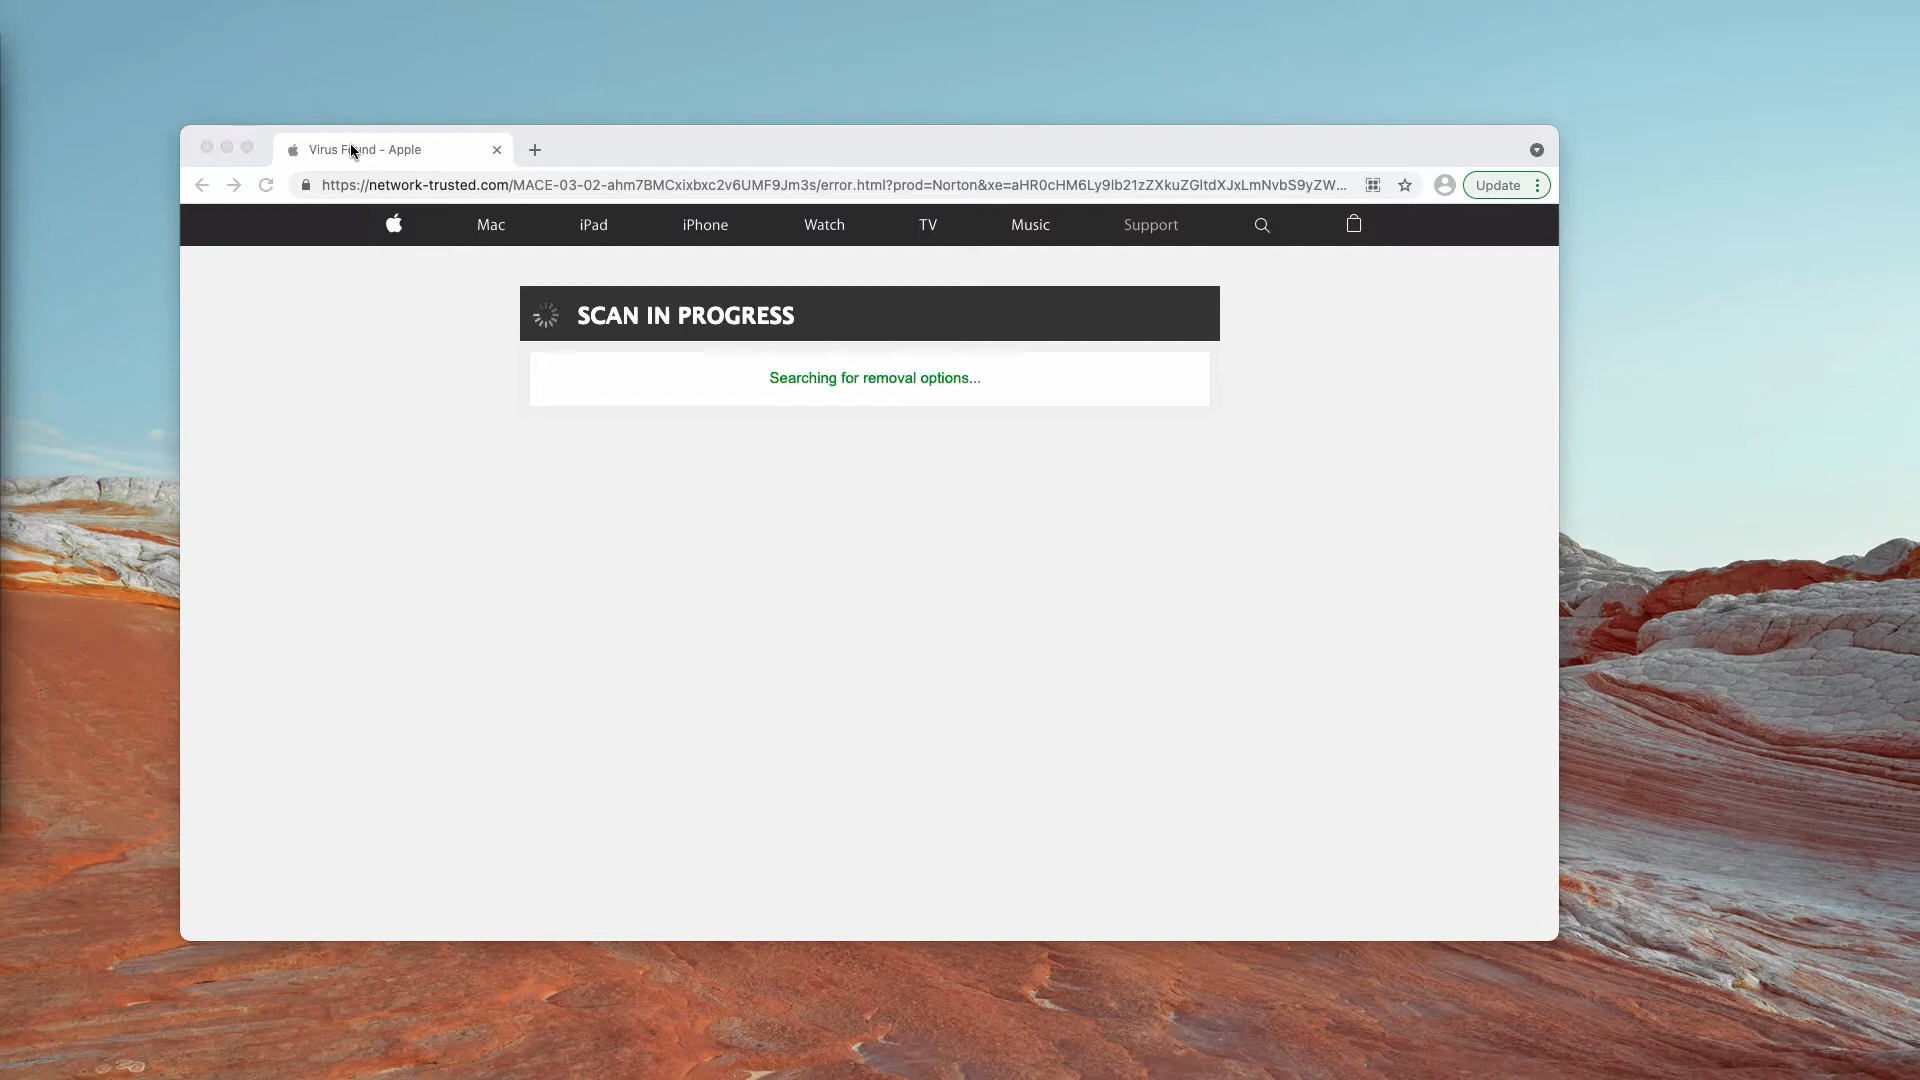 Virus Found - Apple
https://network-trusted.com/MACE-03-02-ahm7BMCxixbxc2v6UMF9Jm3s/error.html?prod=Norton&xe=aHR0cHM6Ly9lb21zZXkuZGltdXJxLmNvbS9yZW...
Update
Mac iPad iPhone Watch TV Music Support
SCAN IN PROGRESS
Searching for removal options...